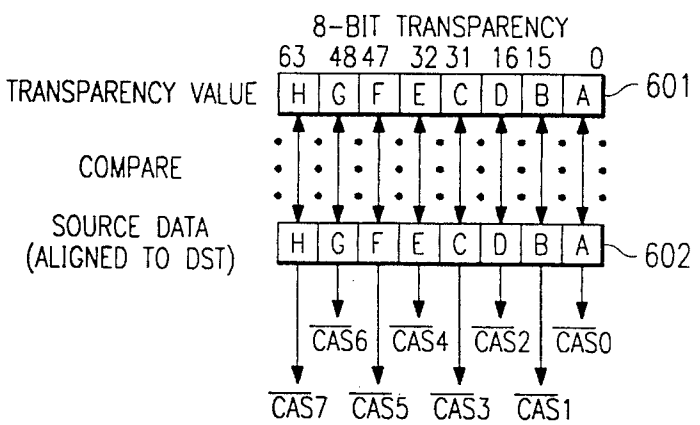 8-BIT TRANSPARENCY
63 48 47 32 31 16 15 0
TRANSPARENCY VALUE H G F E C D B A 601
COMPARE
SOURCE DATA
(ALIGNED TO DST) H G F E C D B A 602
CAS6 CAS4 CAS2 CAS0
CAS7 CAS5 CAS3 CAS1